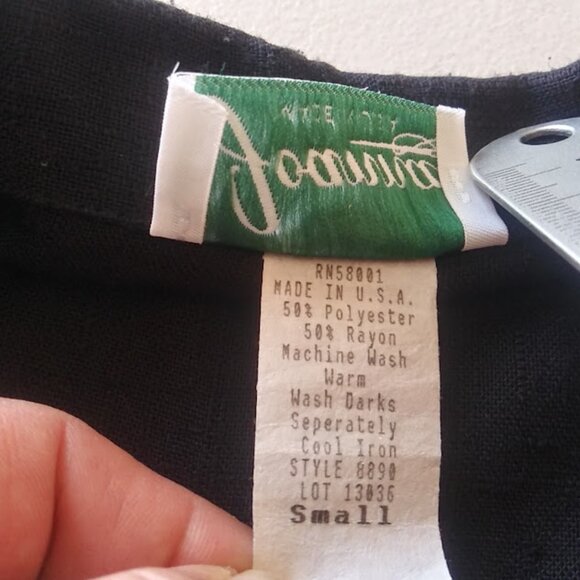 Joanna
RN58001
MADE IN U.S.A.
50% Polyester
50% Rayon
Machine Wash
Warm
Wash Darks
Seperately
Cool Iron
STYLE 8890
LOT 13036
Small